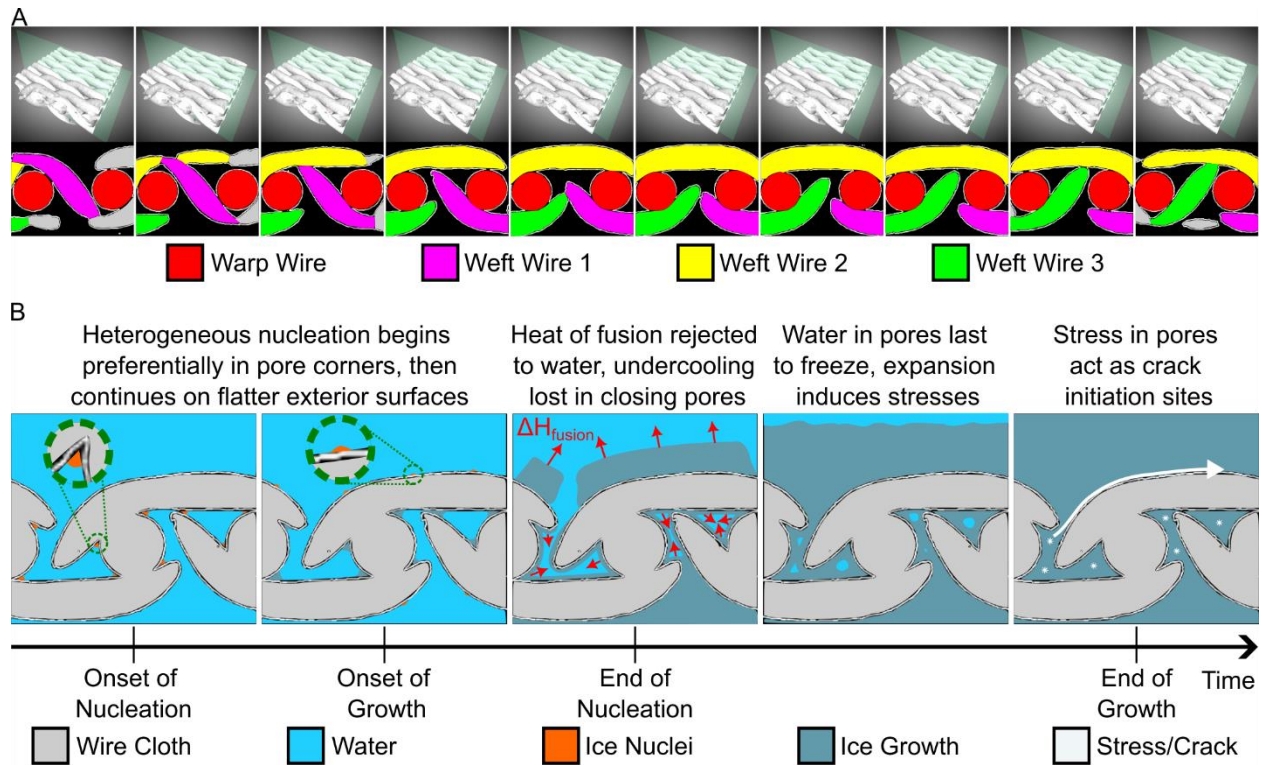 A
Warp Wire
Weft Wire 1
Weft Wire 2
Weft Wire 3
B
Heterogeneous nucleation begins
preferentially in pore corners, then
continues on flatter exterior surfaces
Heat of fusion rejected
to water, undercooling
lost in closing pores
Water in pores last
to freeze, expansion
induces stresses
Stress in pores
act as crack
initiation sites
ΔHfusion
Onset of
Nucleation
Onset of
Growth
End of
Nucleation
End of
Growth
Time
Wire Cloth
Water
Ice Nuclei
Ice Growth
Stress/Crack